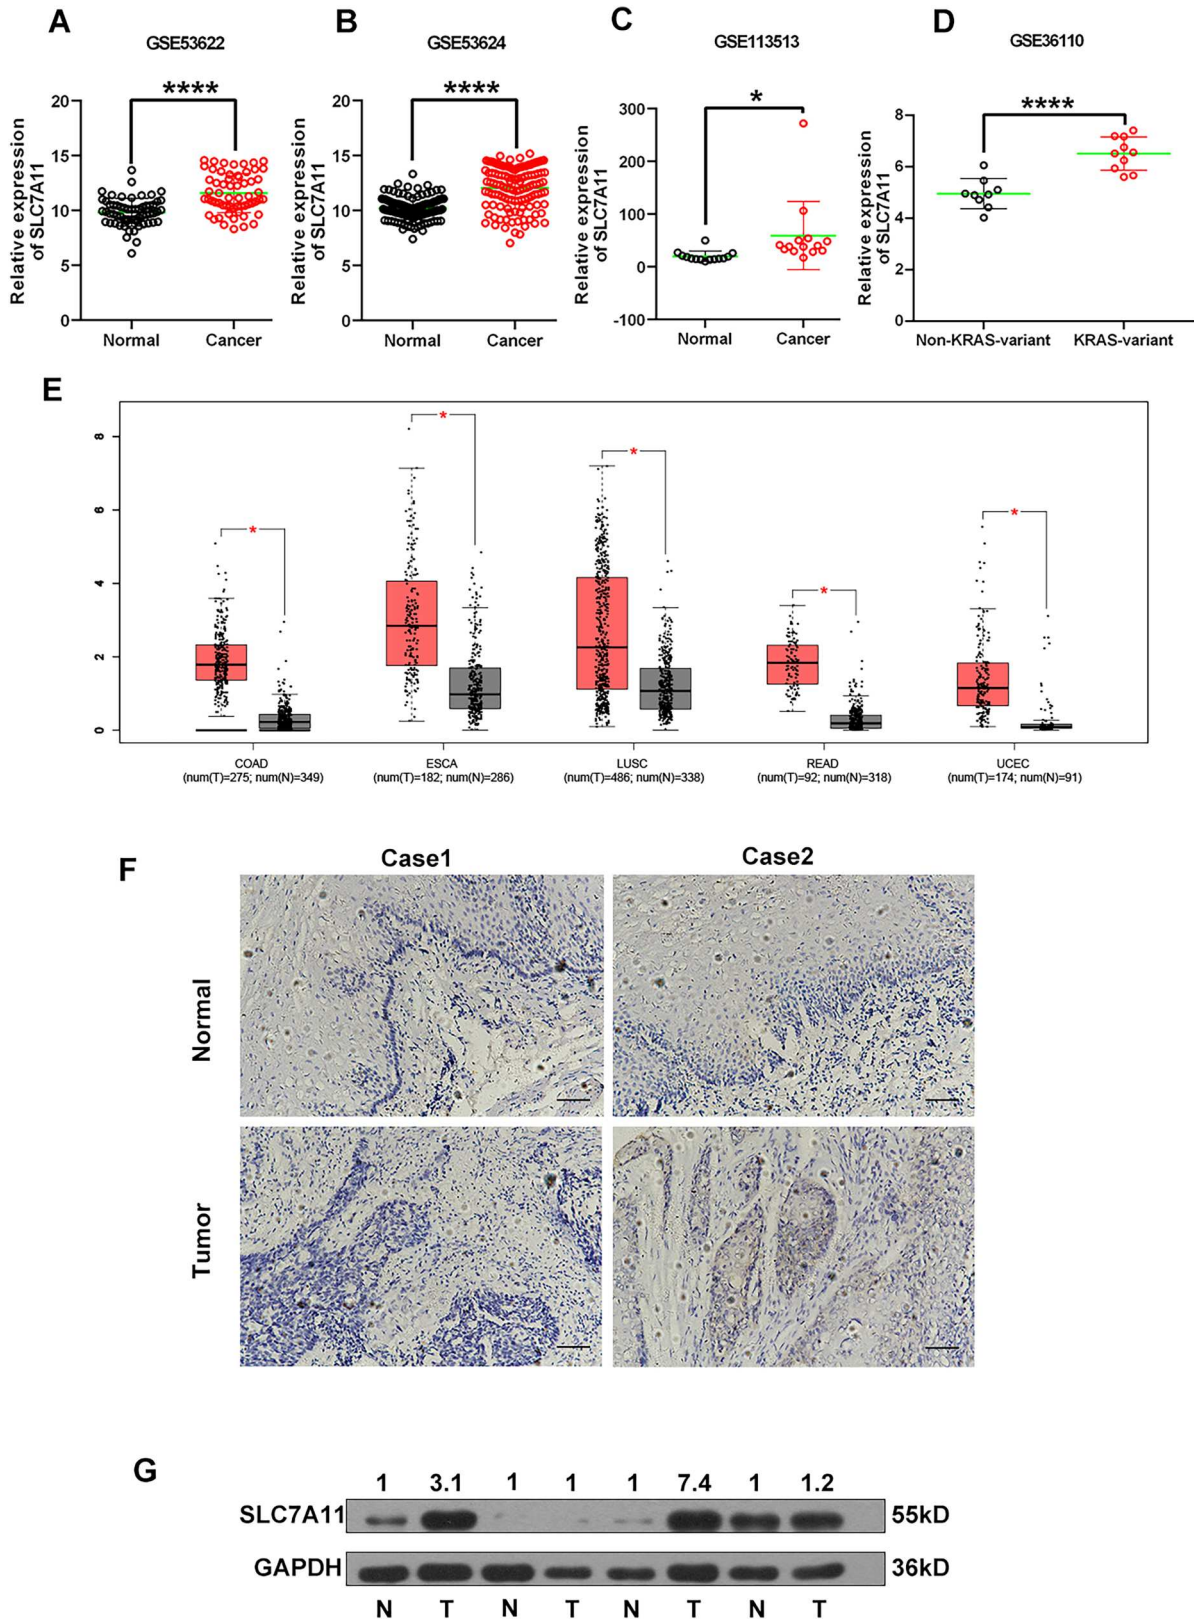 A
B
C
D
GSE53622
GSE53624
GSE113513
GSE36110
****
****
*
****
Relative expression
of SLC7A11
20
15
10
5
0
Normal
Cancer
Relative expression
of SLC7A11
20
15
10
5
0
Normal
Cancer
Relative expression
of SLC7A11
300
200
100
0
-100
Normal
Cancer
Relative expression
of SLC7A11
8
6
4
2
0
Non-KRAS-variant
KRAS-variant
E
8
6
4
2
0
*
*
*
*
*
COAD
(num(T)=275; num(N)=349)
ESCA
(num(T)=182; num(N)=286)
LUSC
(num(T)=486; num(N)=338)
READ
(num(T)=92; num(N)=318)
UCEC
(num(T)=174; num(N)=91)
F
Case1
Case2
Normal
Tumor
G
1 3.1 1 1 1 7.4 1 1.2
SLC7A11 55kD
GAPDH 36kD
N T N T N T N T